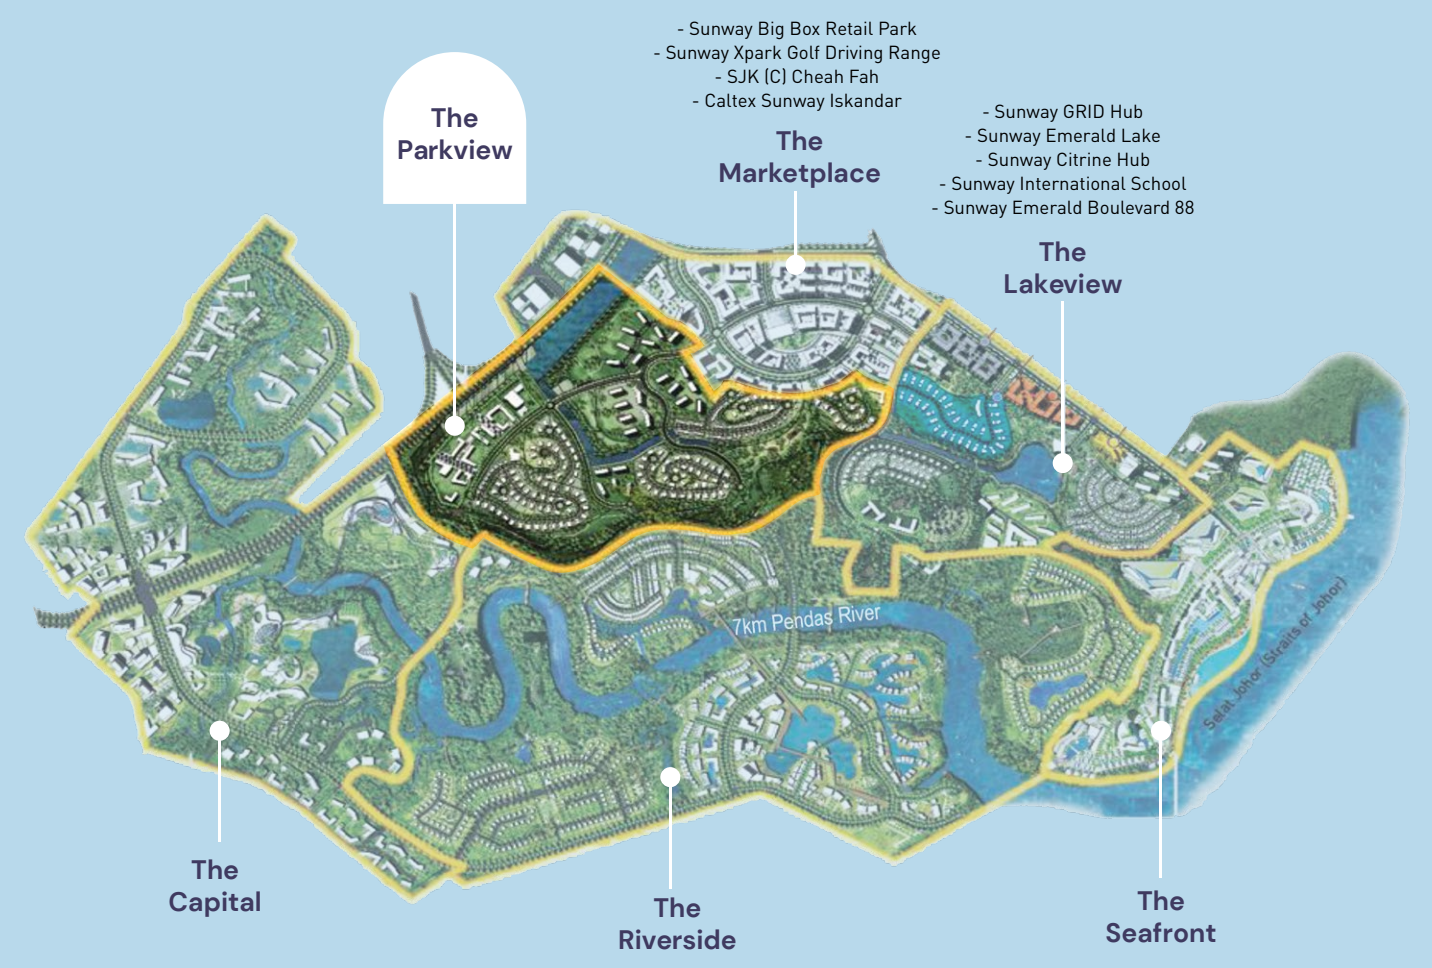 - Sunway Big Box Retail Park
- Sunway Xpark Golf Driving Range
- SJK (C) Cheah Fah
- Caltex Sunway Iskandar
The
Marketplace
The
Parkview
- Sunway GRID Hub
- Sunway Emerald Lake
- Sunway Citrine Hub
- Sunway International School
- Sunway Emerald Boulevard 88
The
Lakeview
7km Pendas River
Selat Johor (Straits of Johor)
The
Capital
The
Riverside
The
Seafront